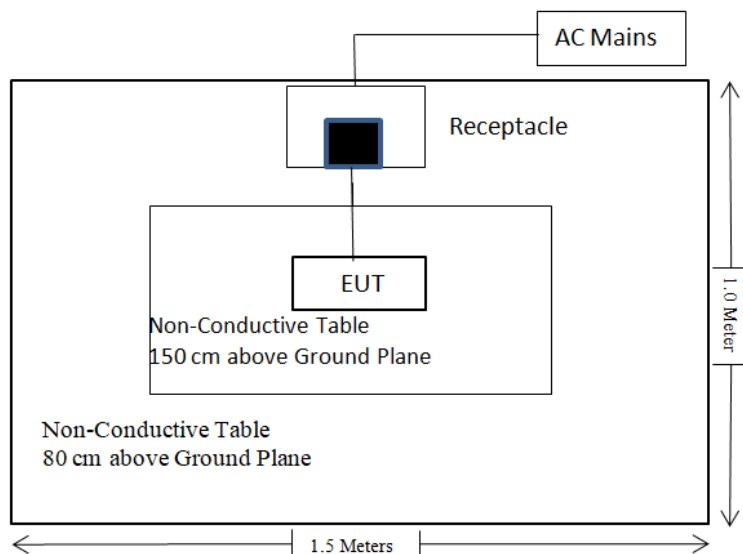 AC Mains
Receptacle
EUT
Non-Conductive Table
150 cm above Ground Plane
1.0 Meter
Non-Conductive Table
80 cm above Ground Plane
1.5 Meters